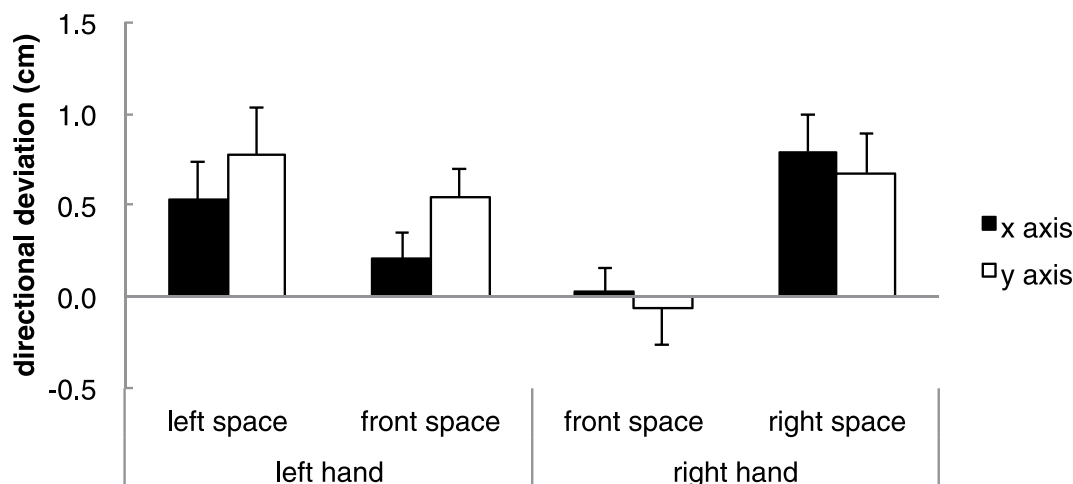 directional deviation (cm)
1.5
1.0
0.5
0.0
-0.5
left space front space front space right space
left hand right hand
x axis
y axis